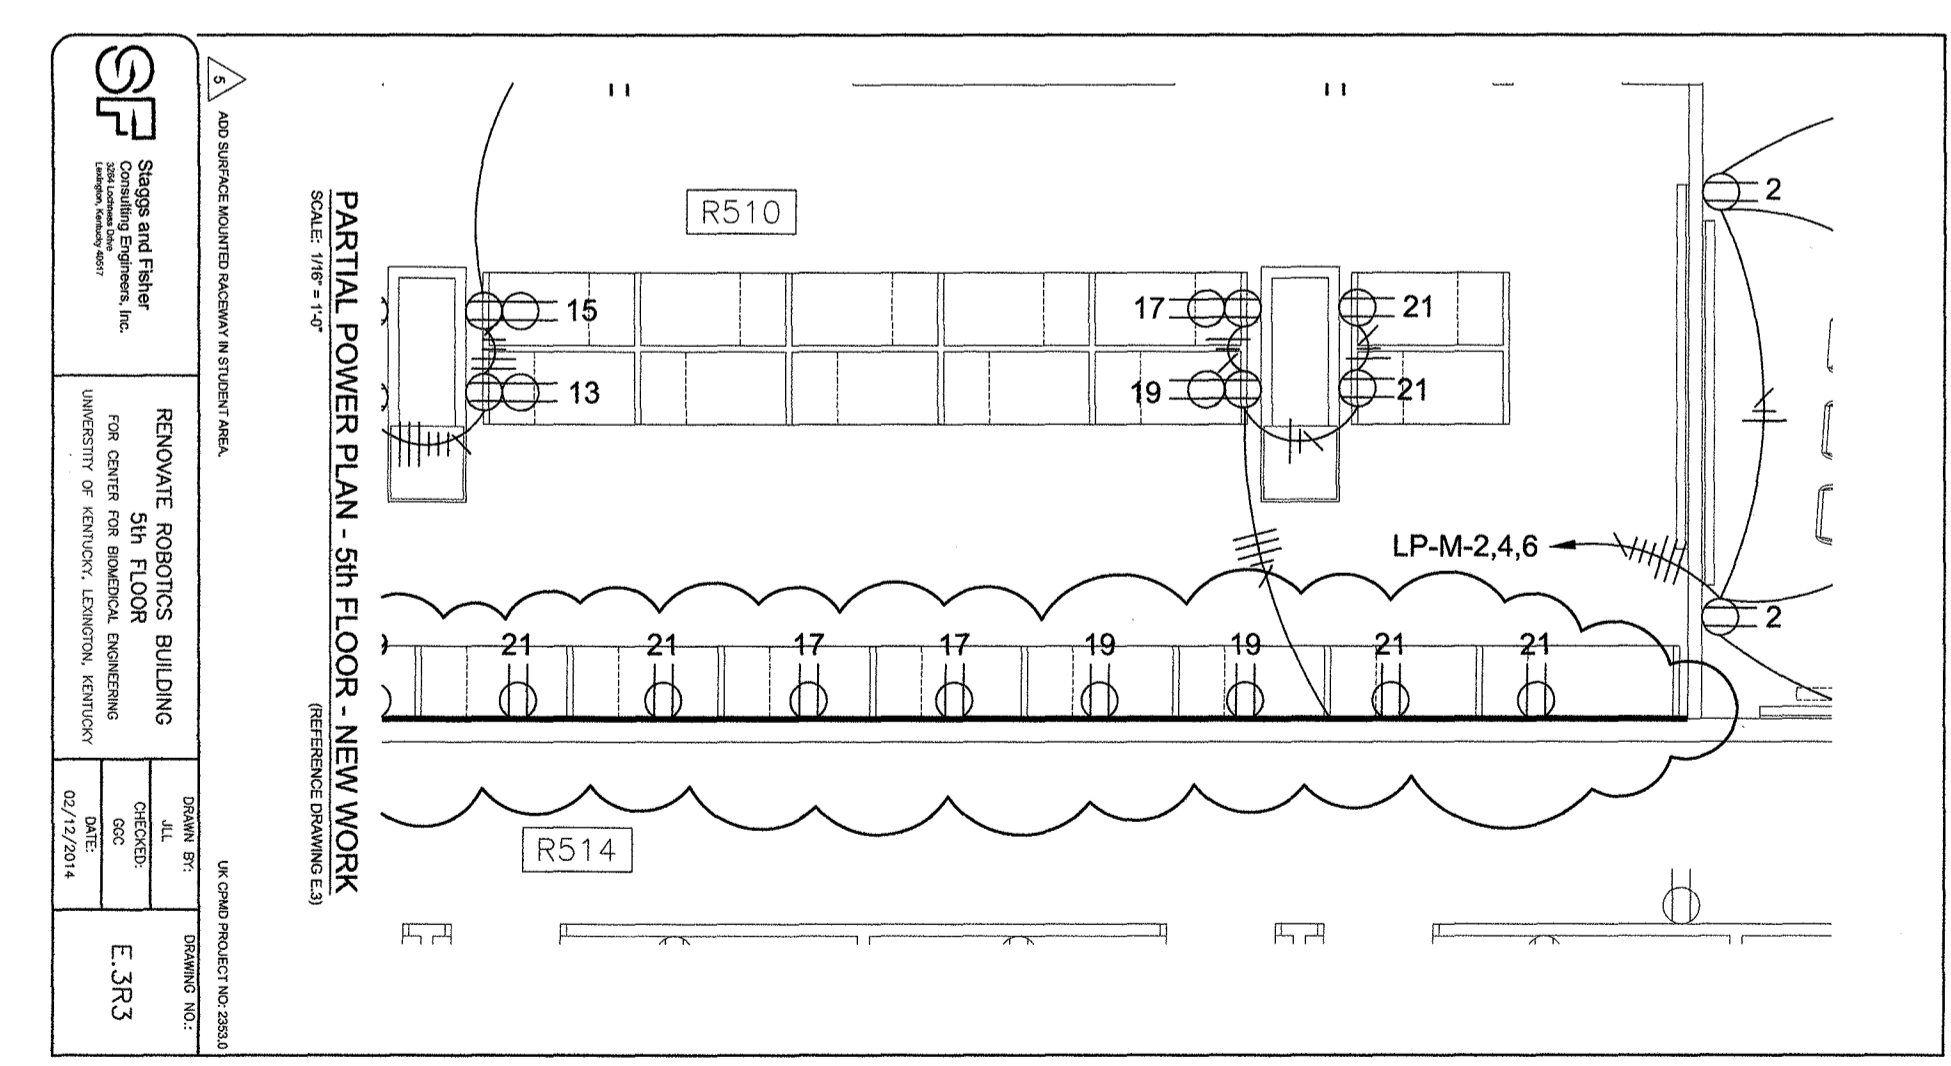 SF
Staggs and Fisher
Consulting Engineers, Inc.
3264 Lochness Drive
Lexington, Kentucky 40517
RENOVATE ROBOTICS BUILDING
5th FLOOR
FOR CENTER FOR BIOMEDICAL ENGINEERING
UNIVERSTITY OF KENTUCKY, LEXINGTON, KENTUCKY
DRAWN BY:
JLL
CHECKED:
GGC
DATE:
02/12/2014
DRAWING NO.:
E.3R3
5
ADD SURFACE MOUNTED RACEWAY IN STUDENT AREA.
UK CPMD PROJECT NO: 2353.0
PARTIAL POWER PLAN - 5th FLOOR - NEW WORK
SCALE: 1/16" = 1'-0"
(REFERENCE DRAWING E.3)
R510
2
15
17
21
13
19
21
LP-M-2,4,6
2
21
21
17
17
19
19
21
21
R514